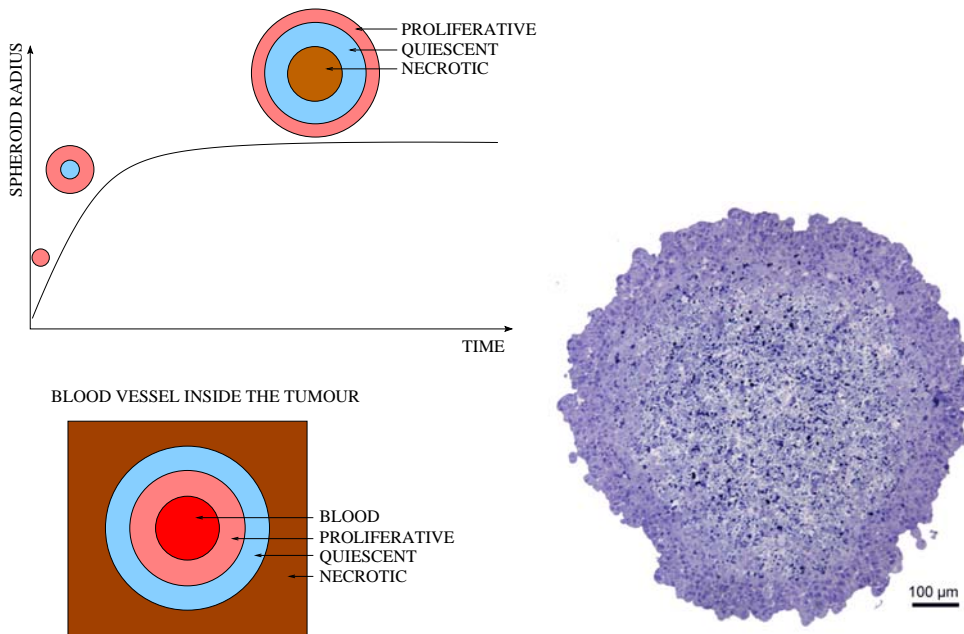 PROLIFERATIVE
QUIESCENT
NECROTIC
SPHEROID RADIUS
TIME
BLOOD VESSEL INSIDE THE TUMOUR
BLOOD
PROLIFERATIVE
QUIESCENT
NECROTIC
100 µm